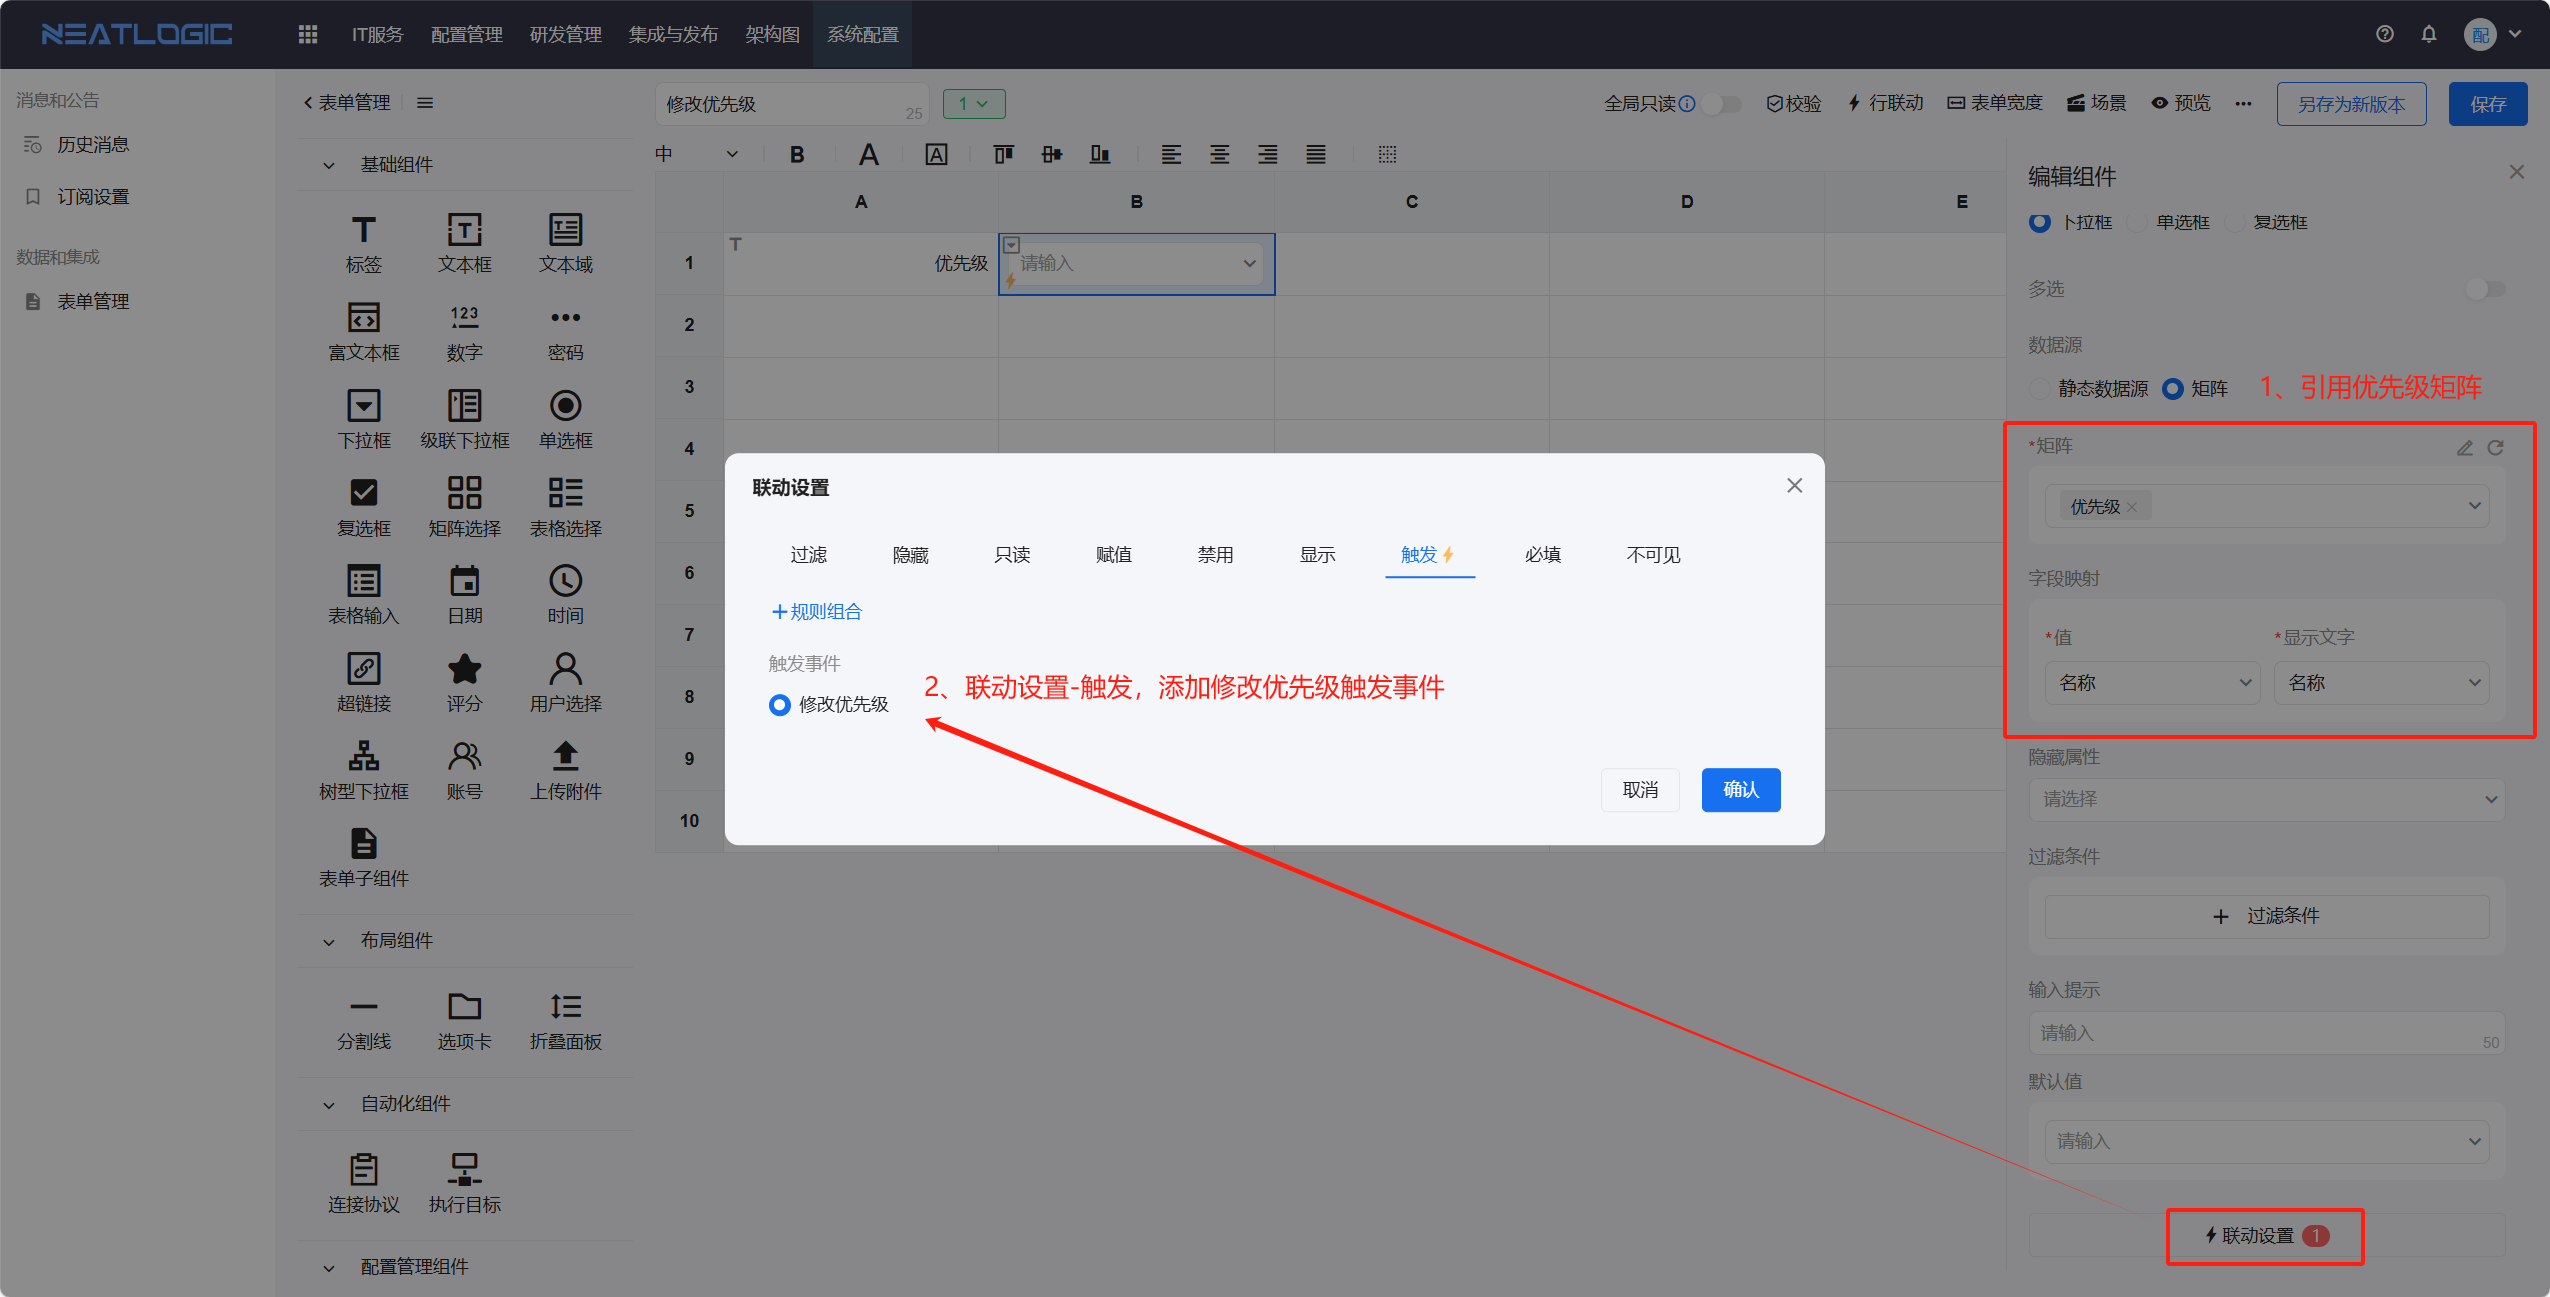 NEATLOGIC
IT服务 配置管理 研发管理 集成与发布 架构图 系统配置
配
消息和公告
历史消息
订阅设置
数据和集成
表单管理
表单管理
基础组件
标签 文本框 文本域
富文本框 数字 密码
下拉框 级联下拉框 单选框
复选框 矩阵选择 表格选择
表格输入 日期 时间
超链接 评分 用户选择
树型下拉框 账号 上传附件
表单子组件
布局组件
分割线 选项卡 折叠面板
自动化组件
连接协议 执行目标
配置管理组件
修改优先级 25 1
全局只读 校验 行联动 表单宽度 场景 预览 另存为新版本 保存
中 B A A
A B C D E
1 优先级 请输入
2
3
4
5
6
7
8
9
10
联动设置
过滤 隐藏 只读 赋值 禁用 显示 触发 必填 不可见
规则组合
触发事件
修改优先级
2、联动设置-触发，添加修改优先级触发事件
取消 确认
编辑组件
下拉框 单选框 复选框
多选
数据源
静态数据源 矩阵
1、引用优先级矩阵
*矩阵
优先级
字段映射
*值 *显示文字
名称 名称
隐藏属性
请选择
过滤条件
过滤条件
输入提示
请输入 50
默认值
请输入
联动设置 1